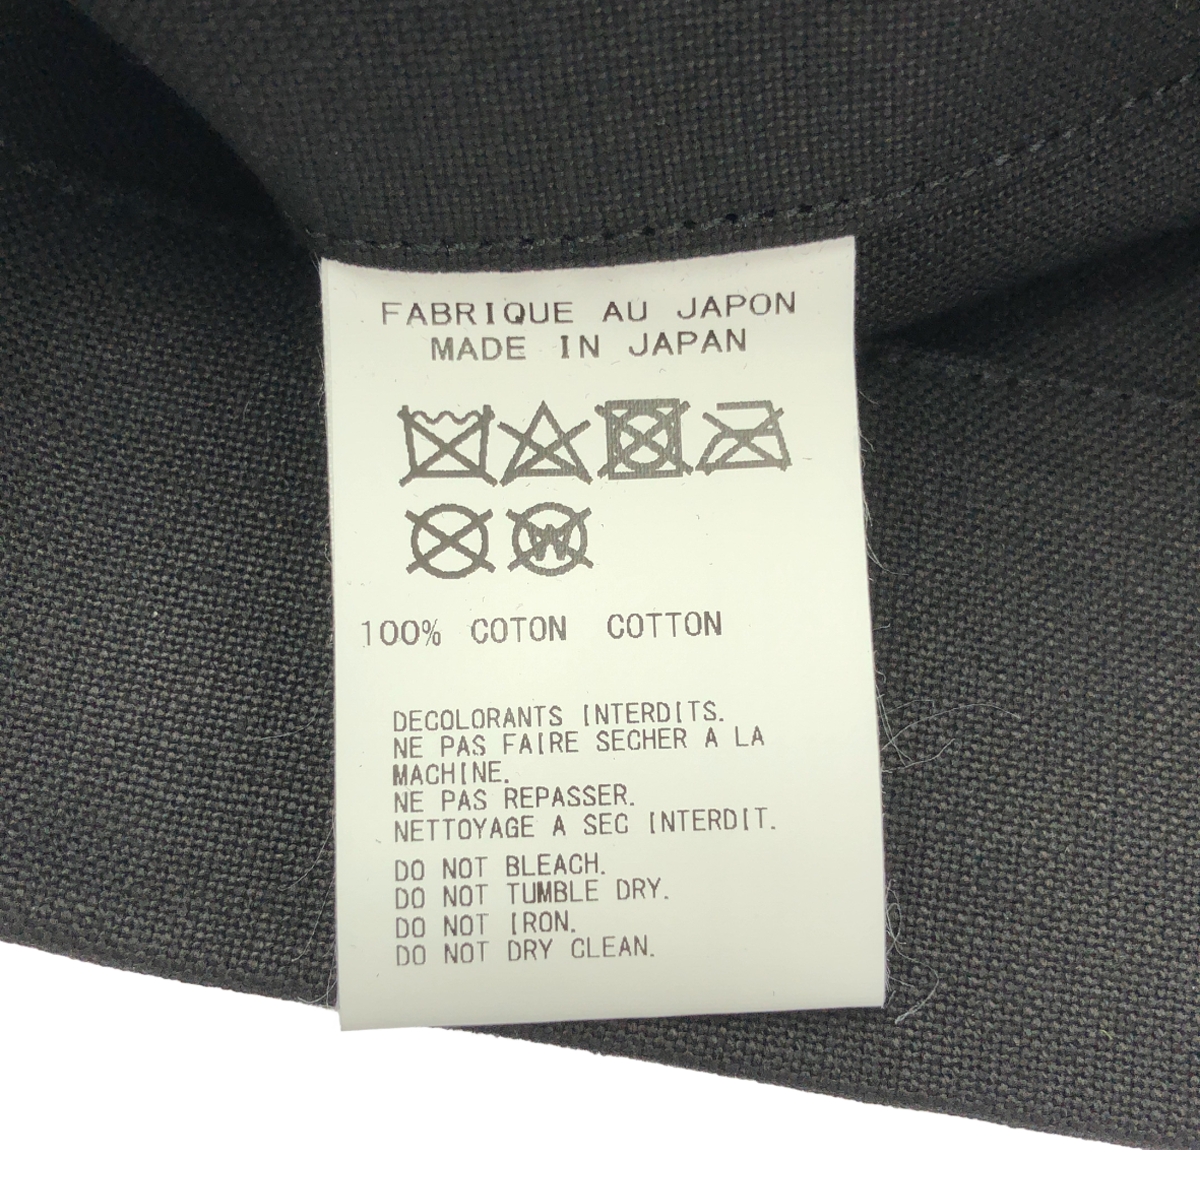 FABRIQUE AU JAPON
MADE IN JAPAN
W
100% COTON COTTON
DECOLORANTS INTERDITS.
NE PAS FAIRE SECHER A LA
MACHINE.
NE PAS REPASSER.
NETTOYAGE A SEC INTERDIT.
DO NOT BLEACH.
DO NOT TUMBLE DRY.
DO NOT IRON.
DO NOT DRY CLEAN.